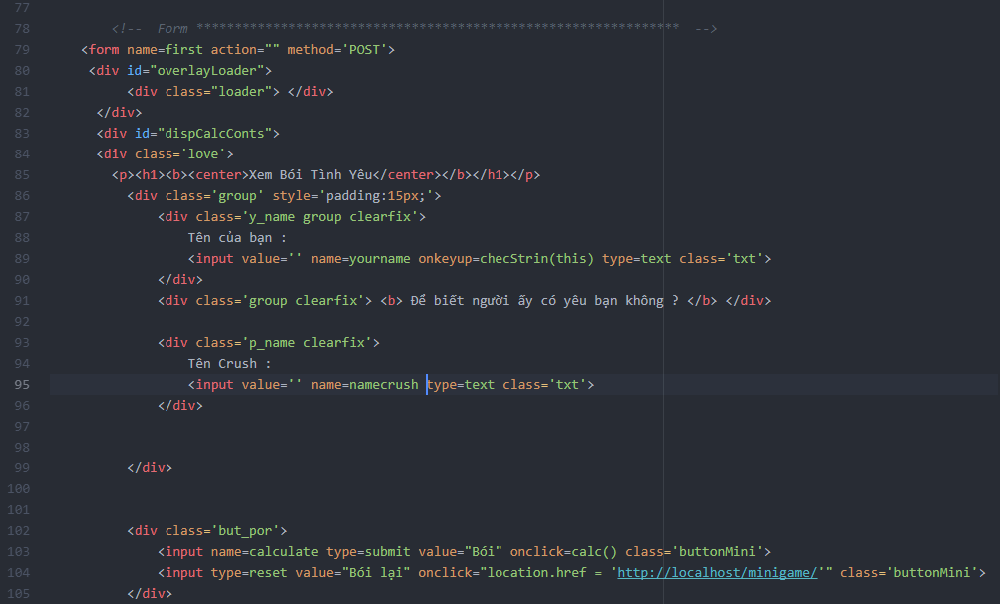 77
78 <!-- Form *************************************************************** -->
79 <form name=first action="" method='POST'>
80 <div id="overlayLoader">
81 <div class="loader"> </div>
82 </div>
83 <div id="dispCalcConts">
84 <div class='love'>
85 <p><h1><b><center>Xem Bói Tình Yêu</center></b></h1></p>
86 <div class='group' style='padding:15px;'>
87 <div class='y_name group clearfix'>
88 Tên của bạn :
89 <input value='' name=yourname onkeyup=checStrin(this) type=text class='txt'>
90 </div>
91 <div class='group clearfix'> <b> Để biết người ấy có yêu bạn không ? </b> </div>
92
93 <div class='p_name clearfix'>
94 Tên Crush :
95 <input value='' name=namecrush type=text class='txt'>
96 </div>
97
98
99 </div>
100
101
102 <div class='but_por'>
103 <input name=calculate type=submit value="Bói" onclick=calc() class='buttonMini'>
104 <input type=reset value="Bói lại" onclick="location.href = 'http://localhost/minigame/'" class='buttonMini'>
105 </div>